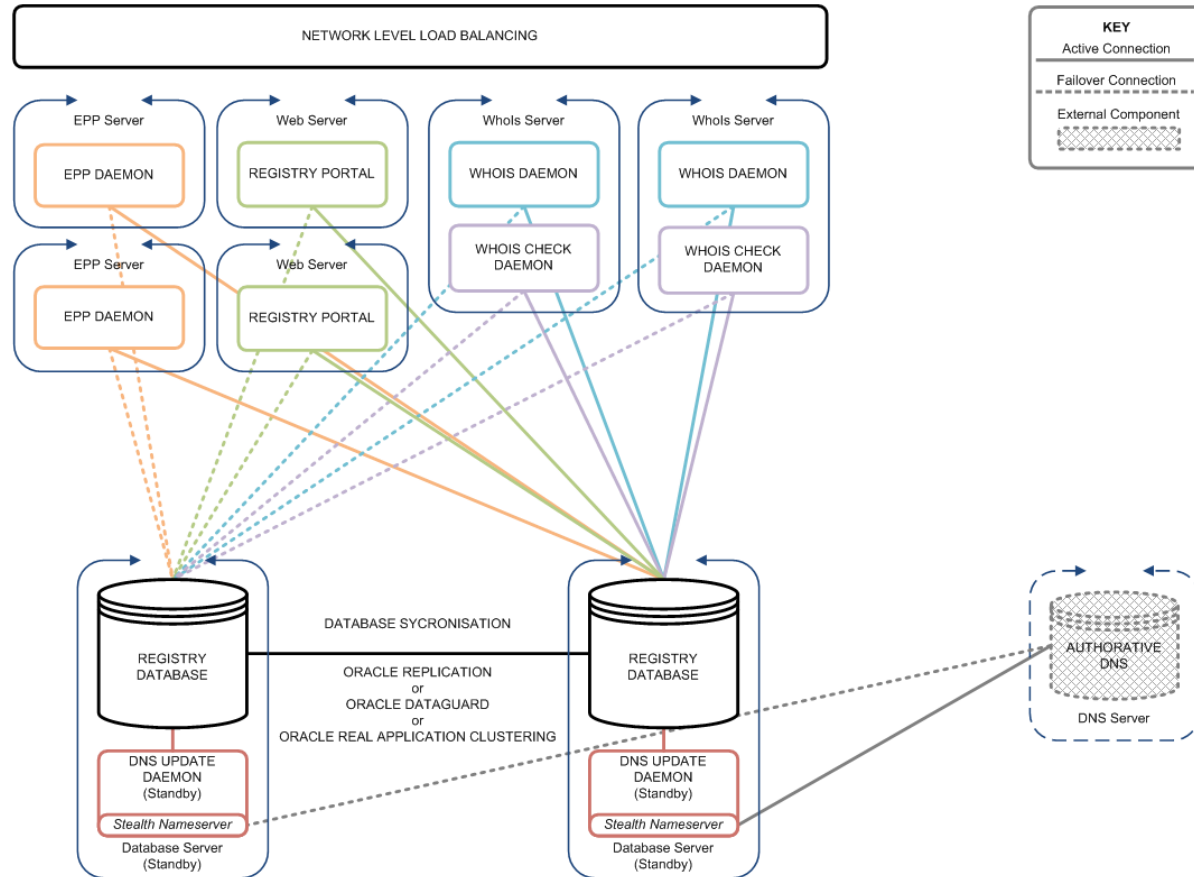 NETWORK LEVEL LOAD BALANCING
KEY
Active Connection
Failover Connection
External Component
EPP Server
EPP DAEMON
Web Server
REGISTRY PORTAL
WhoIs Server
WHOIS DAEMON
WHOIS CHECK
DAEMON
WhoIs Server
WHOIS DAEMON
WHOIS CHECK
DAEMON
EPP Server
EPP DAEMON
Web Server
REGISTRY PORTAL
REGISTRY
DATABASE
DATABASE SYCRONISATION
ORACLE REPLICATION
or
ORACLE DATAGUARD
or
ORACLE REAL APPLICATION CLUSTERING
REGISTRY
DATABASE
AUTHORATIVE
DNS
DNS Server
DNS UPDATE
DAEMON
(Standby)
Stealth Nameserver
Database Server
(Standby)
DNS UPDATE
DAEMON
(Standby)
Stealth Nameserver
Database Server
(Standby)